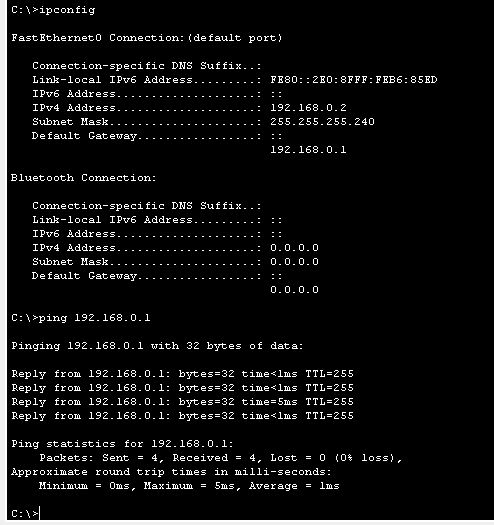 C:\>ipconfig
FastEthernet0 Connection:(default port)
Connection-specific DNS Suffix..:
Link-local IPv6 Address.........: FE80::2E0:8FFF:FEB6:85ED
IPv6 Address....................: ::
IPv4 Address....................: 192.168.0.2
Subnet Mask.....................: 255.255.255.240
Default Gateway.................: ::
192.168.0.1
Bluetooth Connection:
Connection-specific DNS Suffix..:
Link-local IPv6 Address.........: ::
IPv6 Address....................: ::
IPv4 Address....................: 0.0.0.0
Subnet Mask.....................: 0.0.0.0
Default Gateway.................: ::
0.0.0.0
C:\>ping 192.168.0.1
Pinging 192.168.0.1 with 32 bytes of data:
Reply from 192.168.0.1: bytes=32 time<1ms TTL=255
Reply from 192.168.0.1: bytes=32 time<1ms TTL=255
Reply from 192.168.0.1: bytes=32 time=5ms TTL=255
Reply from 192.168.0.1: bytes=32 time<1ms TTL=255
Ping statistics for 192.168.0.1:
Packets: Sent = 4, Received = 4, Lost = 0 (0% loss),
Approximate round trip times in milli-seconds:
Minimum = 0ms, Maximum = 5ms, Average = 1ms
C:\>